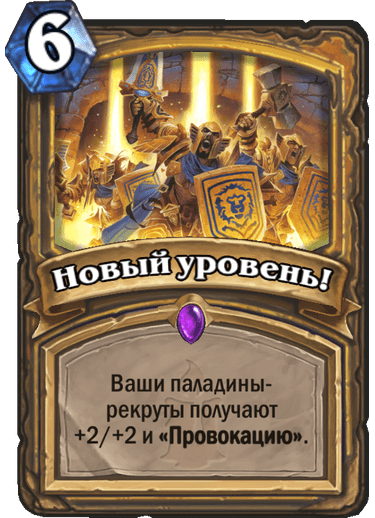 6
Новый уровень!
Ваши паладины-
рекруты получают
+2/+2 и «Провокацию».